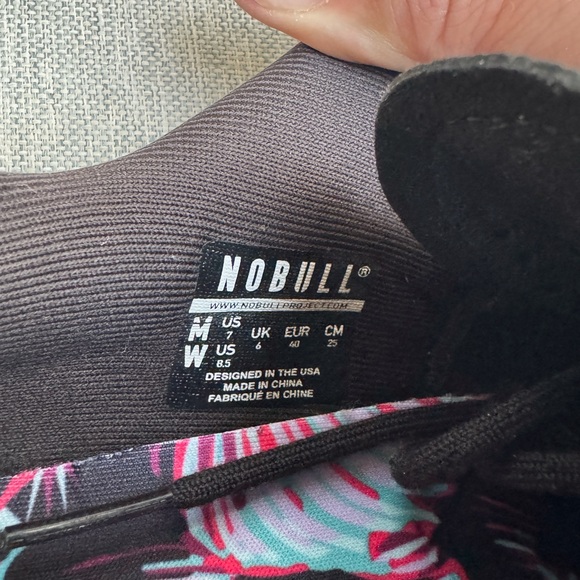 NOBULL®
WWW.NOBULLPROJECT.COM
M US 7 UK 6 EUR 40 CM 25
W US 8.5
DESIGNED IN THE USA
MADE IN CHINA
FABRIQUÉ EN CHINE